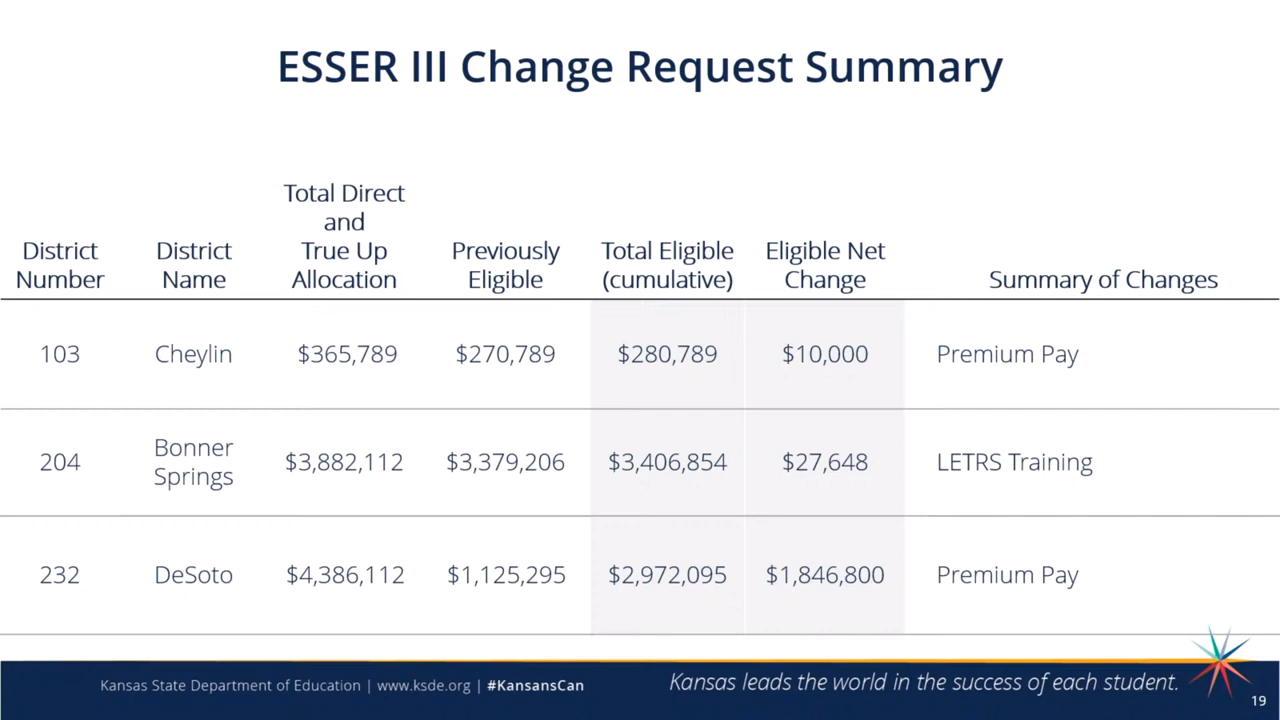 ESSER III Change Request Summary
District Number
District Name
Total Direct and True Up Allocation
Previously Eligible
Total Eligible (cumulative)
Eligible Net Change
Summary of Changes
103 Cheylin $365,789 $270,789 $280,789 $10,000 Premium Pay
204 Bonner Springs $3,882,112 $3,379,206 $3,406,854 $27,648 LETRS Training
232 DeSoto $4,386,112 $1,125,295 $2,972,095 $1,846,800 Premium Pay
Kansas State Department of Education | www.ksde.org | #KansansCan
Kansas leads the world in the success of each student.
19